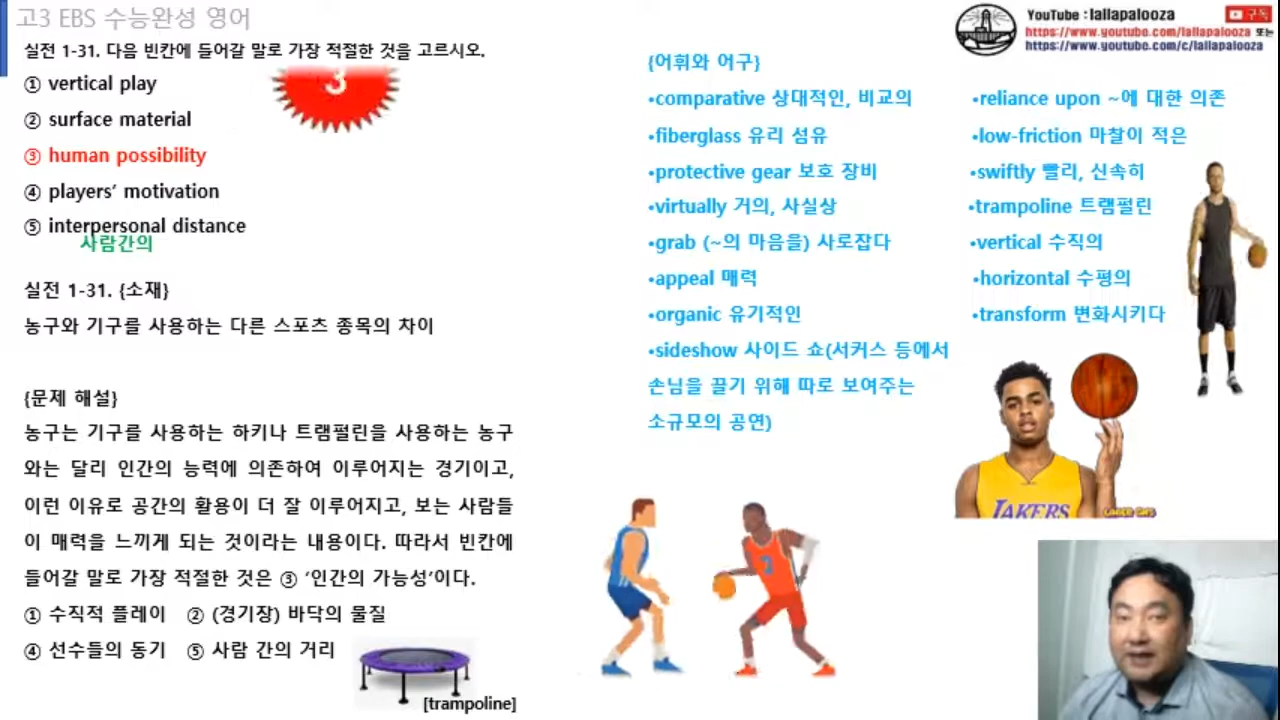 고3 EBS 수능완성 영어
실전 1-31. 다음 빈칸에 들어갈 말로 가장 적절한 것을 고르시오.
① vertical play
② surface material
③ human possibility
④ players’ motivation
⑤ interpersonal distance
사람간의
3
실전 1-31. {소재}
농구와 기구를 사용하는 다른 스포츠 종목의 차이
{문제 해설}
농구는 기구를 사용하는 하키나 트램펄린을 사용하는 농구
와는 달리 인간의 능력에 의존하여 이루어지는 경기이고,
이런 이유로 공간의 활용이 더 잘 이루어지고, 보는 사람들
이 매력을 느끼게 되는 것이라는 내용이다. 따라서 빈칸에
들어갈 말로 가장 적절한 것은 ③ ‘인간의 가능성’이다.
① 수직적 플레이 ② (경기장) 바닥의 물질
④ 선수들의 동기 ⑤ 사람 간의 거리
[trampoline]
{어휘와 어구}
•comparative 상대적인, 비교의
•fiberglass 유리 섬유
•protective gear 보호 장비
•virtually 거의, 사실상
•grab (~의 마음을) 사로잡다
•appeal 매력
•organic 유기적인
•sideshow 사이드 쇼(서커스 등에서
손님을 끌기 위해 따로 보여주는
소규모의 공연)
•reliance upon ~에 대한 의존
•low-friction 마찰이 적은
•swiftly 빨리, 신속히
•trampoline 트램펄린
•vertical 수직의
•horizontal 수평의
•transform 변화시키다
YouTube : lallapalooza
구독
https://www.youtube.com/lallapalooza 또는
https://www.youtube.com/c/lallapalooza
LAKERS